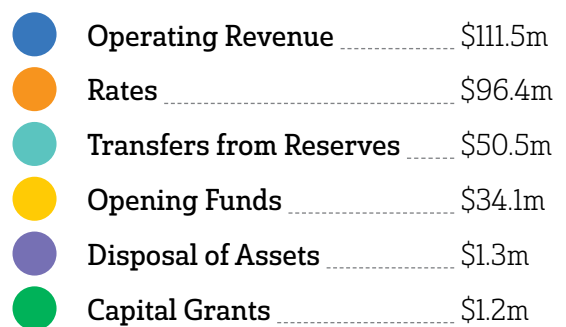 Operating Revenue $111.5m
Rates $96.4m
Transfers from Reserves $50.5m
Opening Funds $34.1m
Disposal of Assets $1.3m
Capital Grants $1.2m